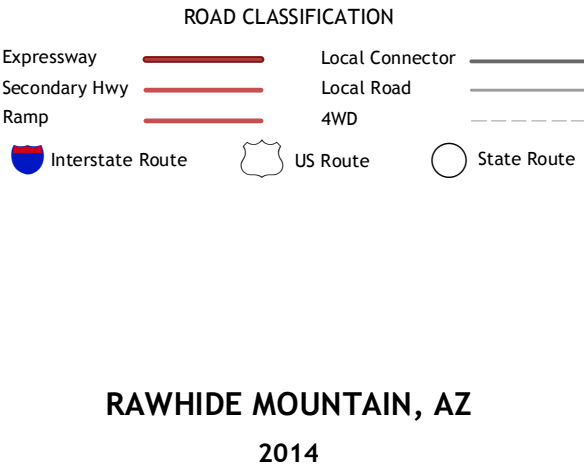 ROAD CLASSIFICATION
Expressway Local Connector
Secondary Hwy Local Road
Ramp 4WD
Interstate Route US Route State Route
RAWHIDE MOUNTAIN, AZ
2014